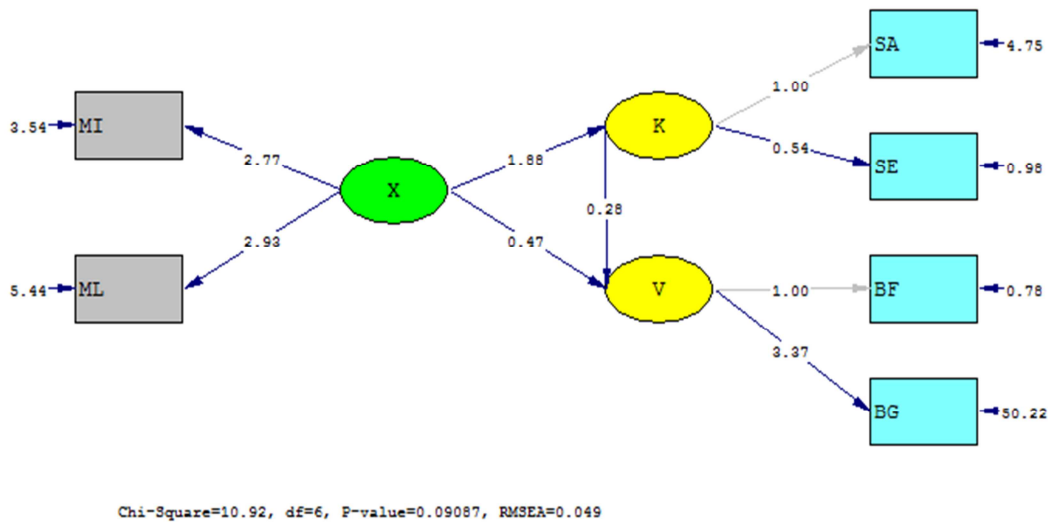 SA
4.75
1.00
3.54
MI
K
2.77
1.88
0.54
SE
0.98
X
0.28
2.93
0.47
5.44
ML
V
1.00
BF
0.78
3.37
BG
50.22
Chi-Square=10.92, df=6, P-value=0.09087, RMSEA=0.049